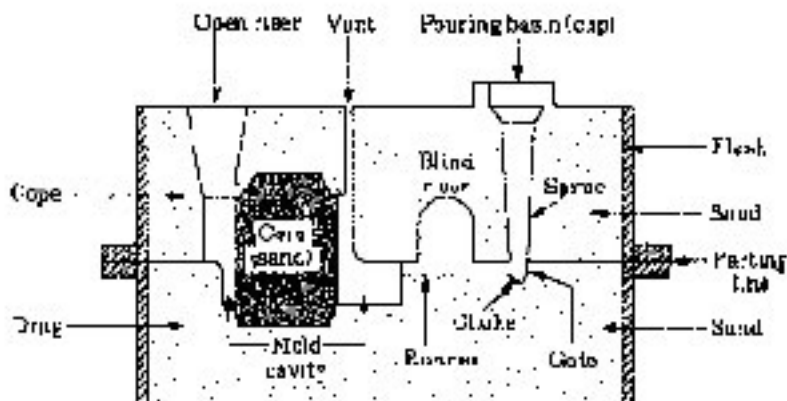 Open riser
Vent
Pouring basin (cup)
Flask
Blind
riser
Cope
Sprue
Core
(sand)
Sand
Parting
line
Drag
Choke
Sand
Mold
cavity
Runner
Gate